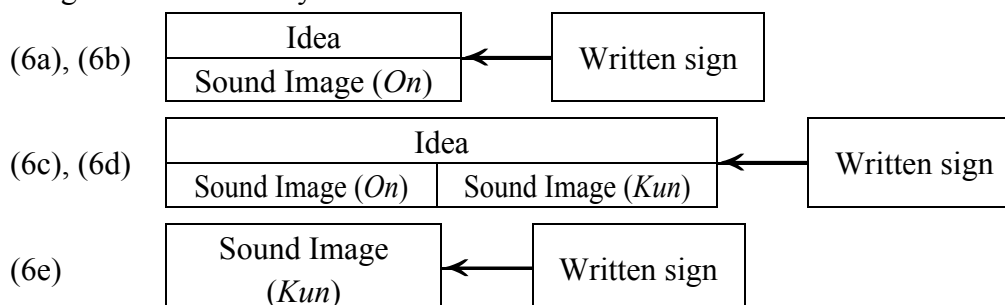 Idea
(6a), (6b)
Written sign
Sound Image (On)
Idea
(6c), (6d)
Written sign
Sound Image (On) Sound Image (Kun)
Sound Image
(6e)
Written sign
(Kun)